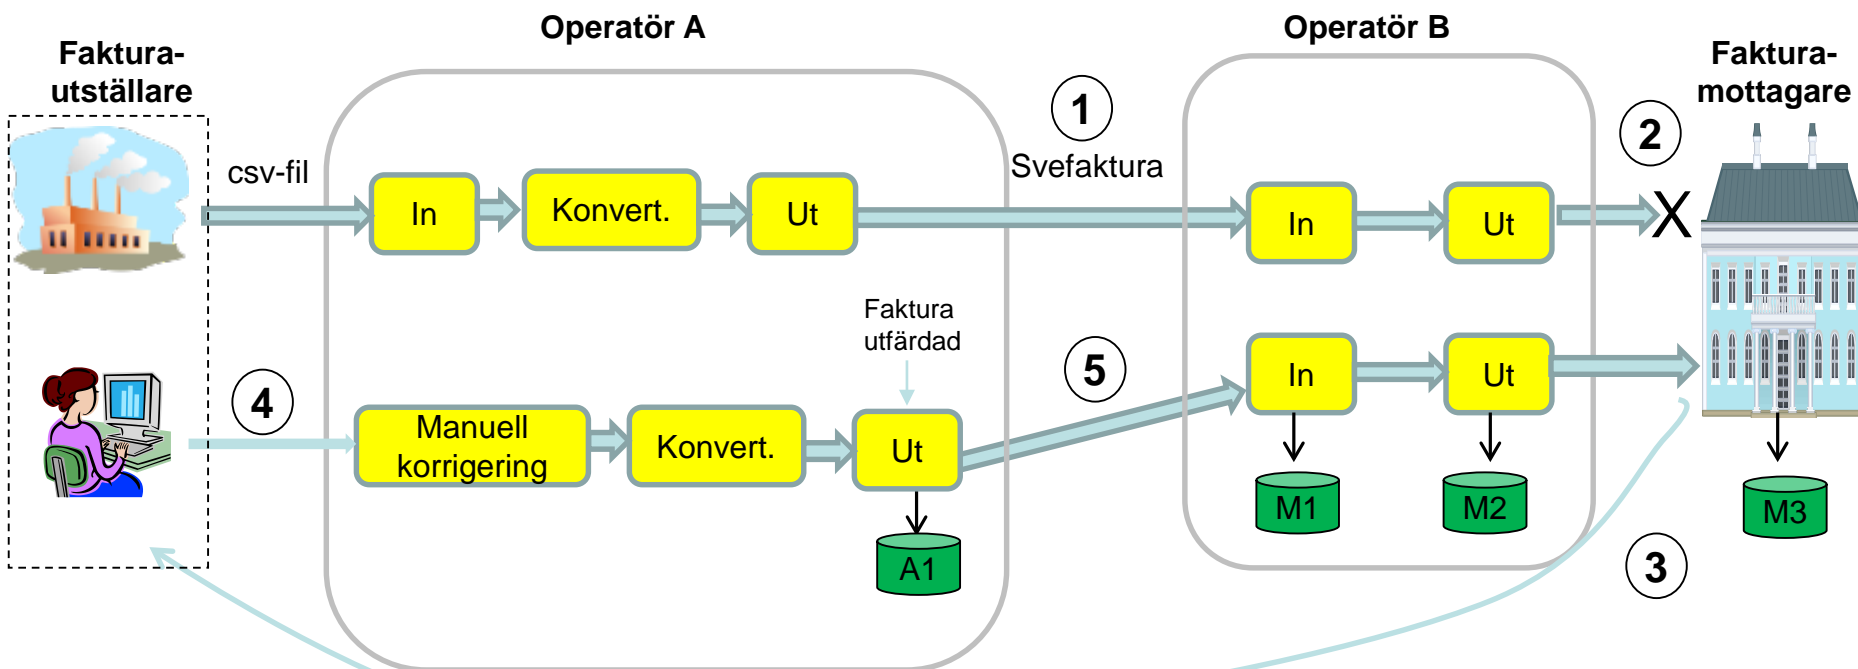 Operatör A
Operatör B
Faktura-
utställare
Faktura-
mottagare
1
2
csv-fil
Svefaktura
In
Konvert.
Ut
In
Ut
X
Faktura
utfärdad
4
5
In
Ut
Manuell
korrigering
Konvert.
Ut
M1
M2
M3
A1
3